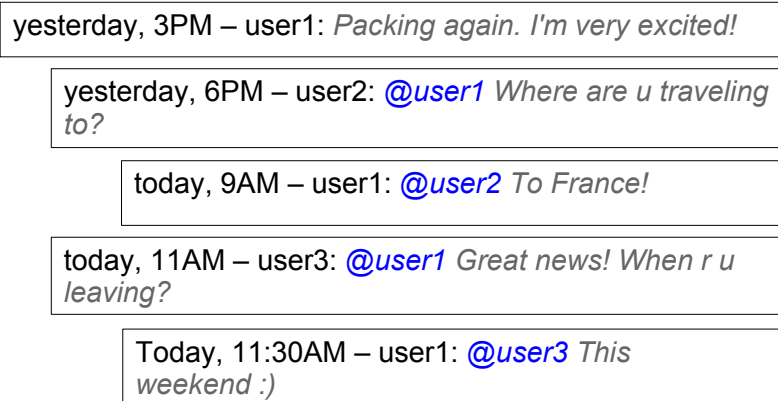 yesterday, 3PM – user1: Packing again. I'm very excited!
yesterday, 6PM – user2: @user1 Where are u traveling
to?
today, 9AM – user1: @user2 To France!
today, 11AM – user3: @user1 Great news! When r u
leaving?
Today, 11:30AM – user1: @user3 This
weekend :)